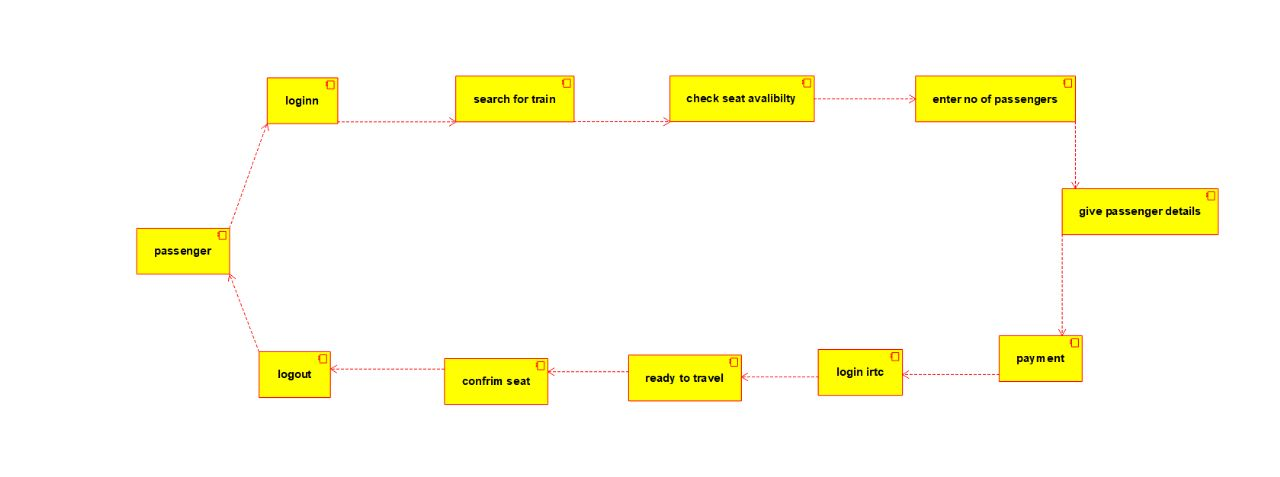 loginn
search for train
check seat avalibilty
enter no of passengers
give passenger details
passenger
payment
login irtc
ready to travel
confrim seat
logout